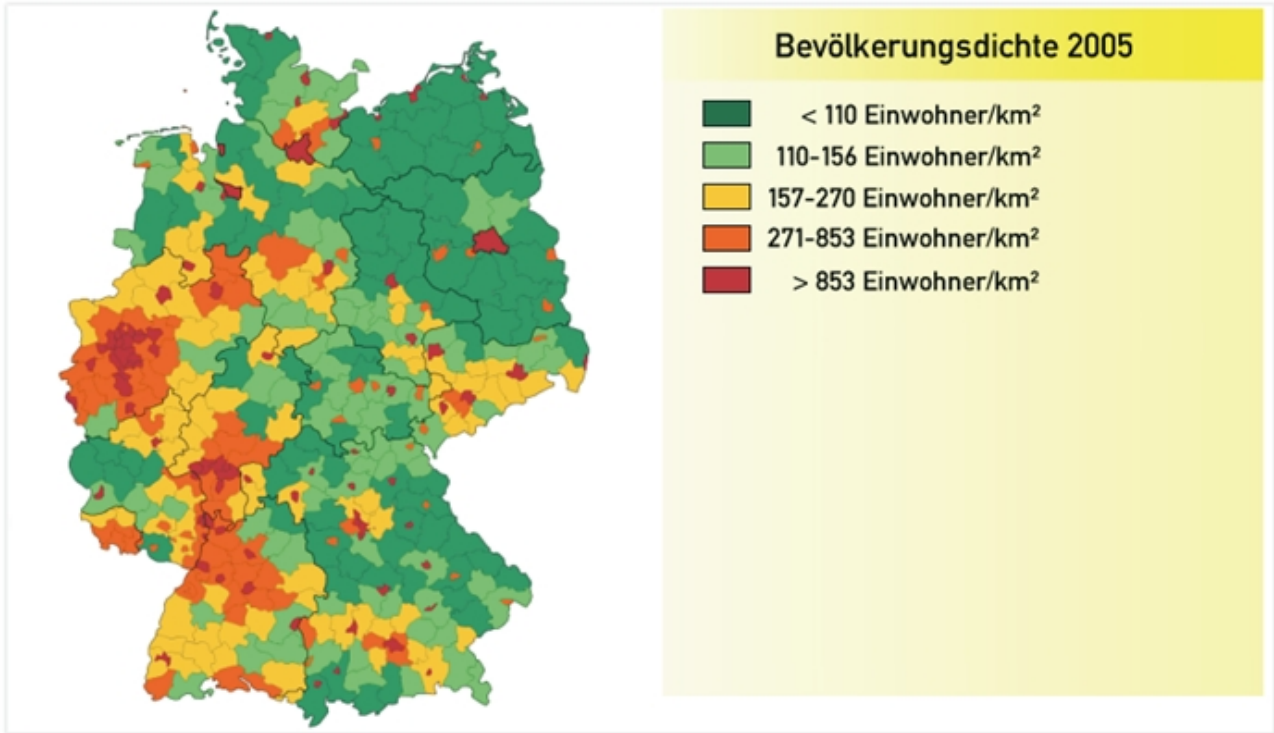 Bevölkerungsdichte 2005
< 110 Einwohner/km²
110-156 Einwohner/km²
157-270 Einwohner/km²
271-853 Einwohner/km²
> 853 Einwohner/km²